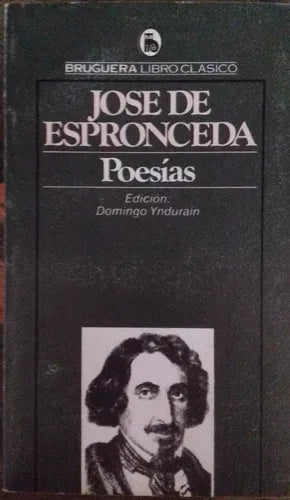 BRUGUERA LIBRO CLASICO
JOSE DE
ESPRONCEDA
Poesías
Edición:
Domingo Yndurain